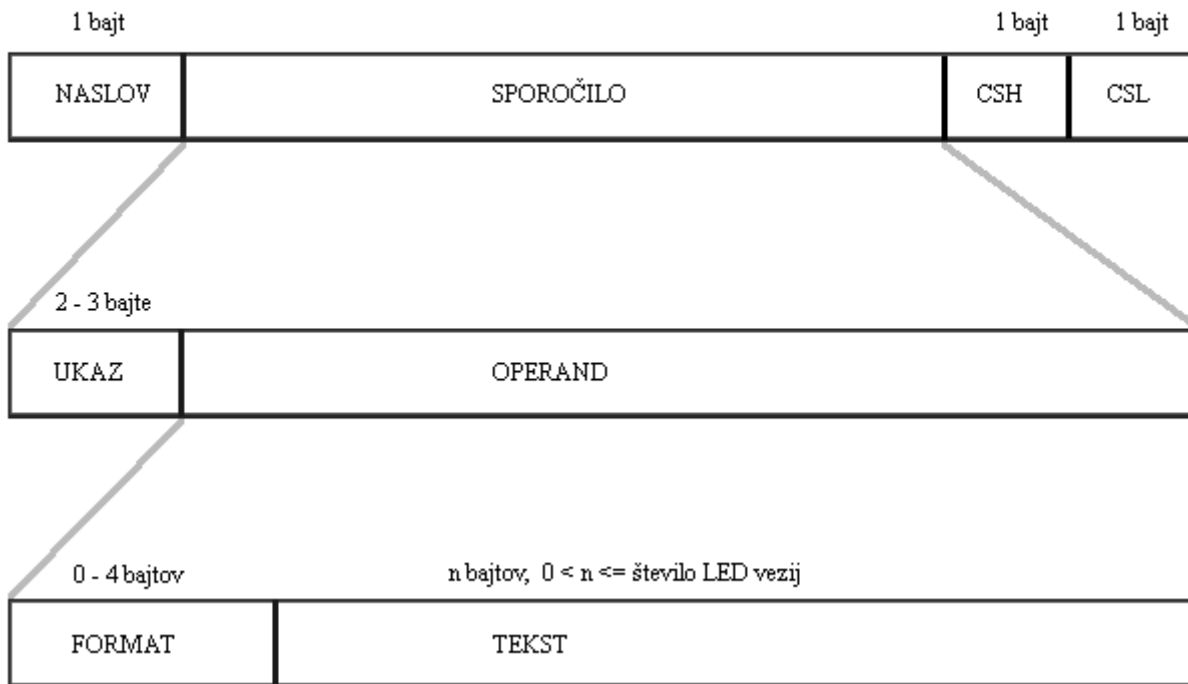 1 bajt 1 bajt 1 bajt
NASLOV SPOROČILO CSH CSL
2 - 3 bajte
UKAZ OPERAND
0 - 4 bajtov n bajtov, 0 < n <= število LED vezij
FORMAT TEKST